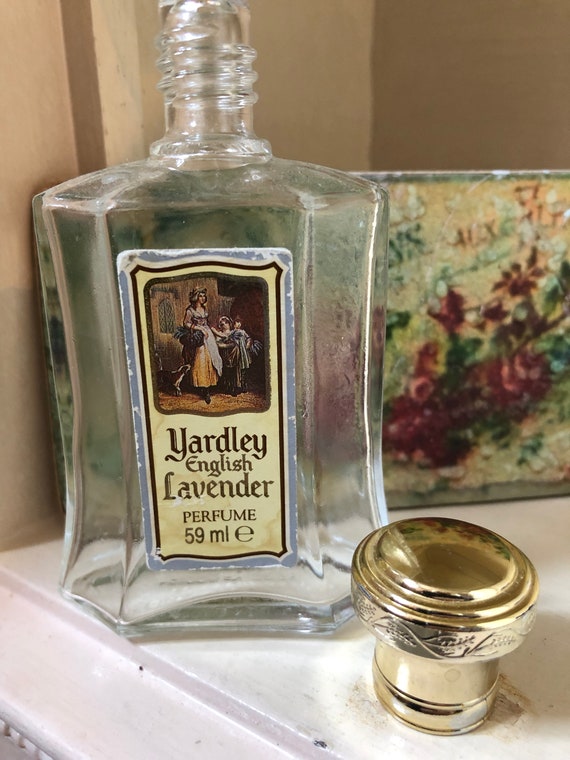 Yardley
English
Lavender
PERFUME
59 ml e